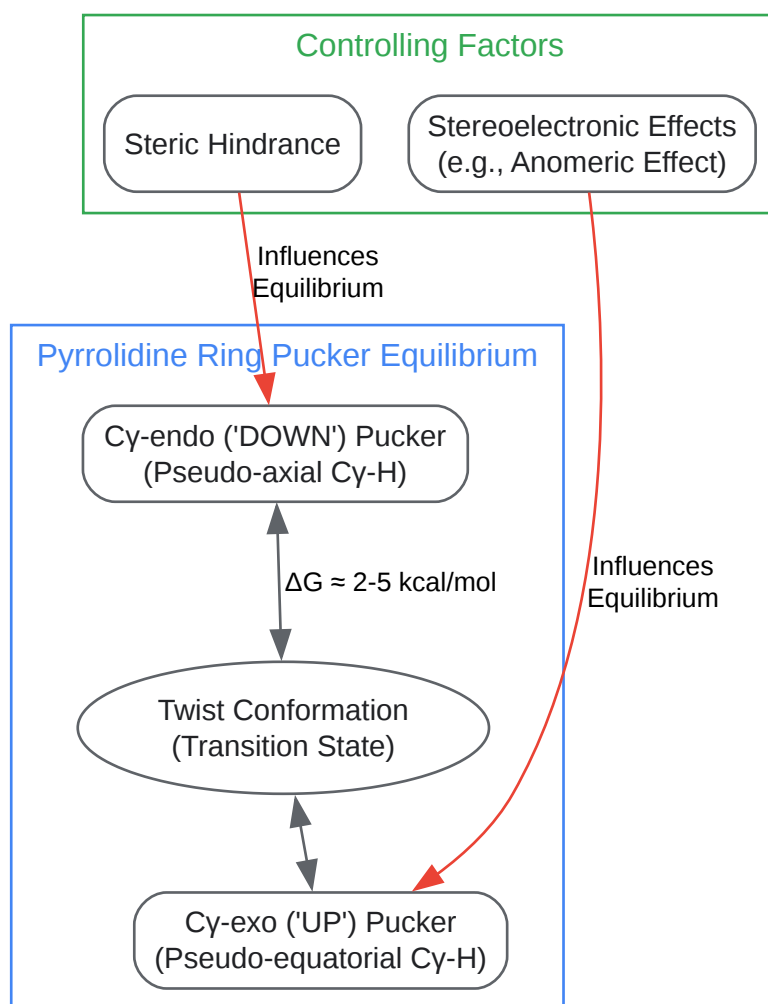 Controlling Factors
Steric Hindrance
Stereoelectronic Effects
(e.g., Anomeric Effect)
Influences
Equilibrium
Pyrrolidine Ring Pucker Equilibrium
Cγ-endo ('DOWN') Pucker
(Pseudo-axial Cγ-H)
ΔG ≈ 2-5 kcal/mol
Influences
Equilibrium
Twist Conformation
(Transition State)
Cγ-exo ('UP') Pucker
(Pseudo-equatorial Cγ-H)